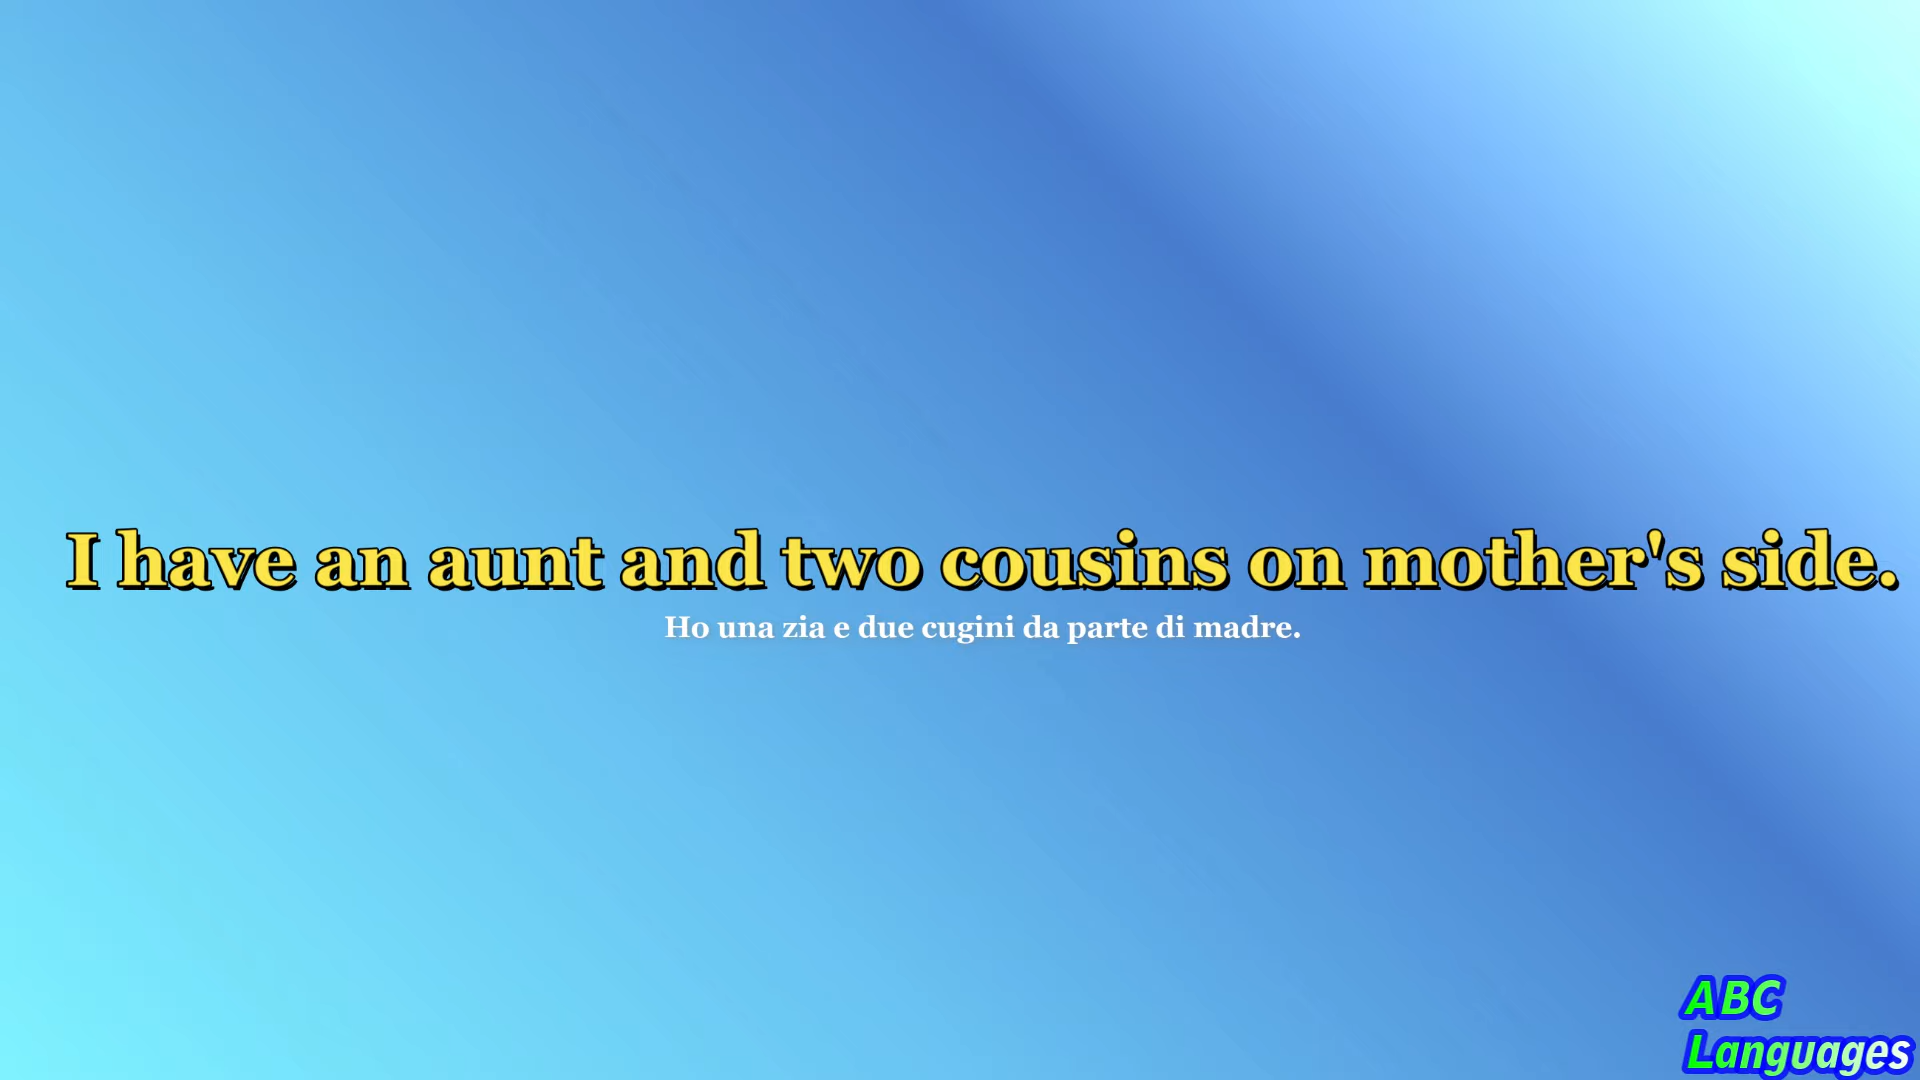 I have an aunt and two cousins on mother's side.
Ho una zia e due cugini da parte di madre.
ABC
Languages